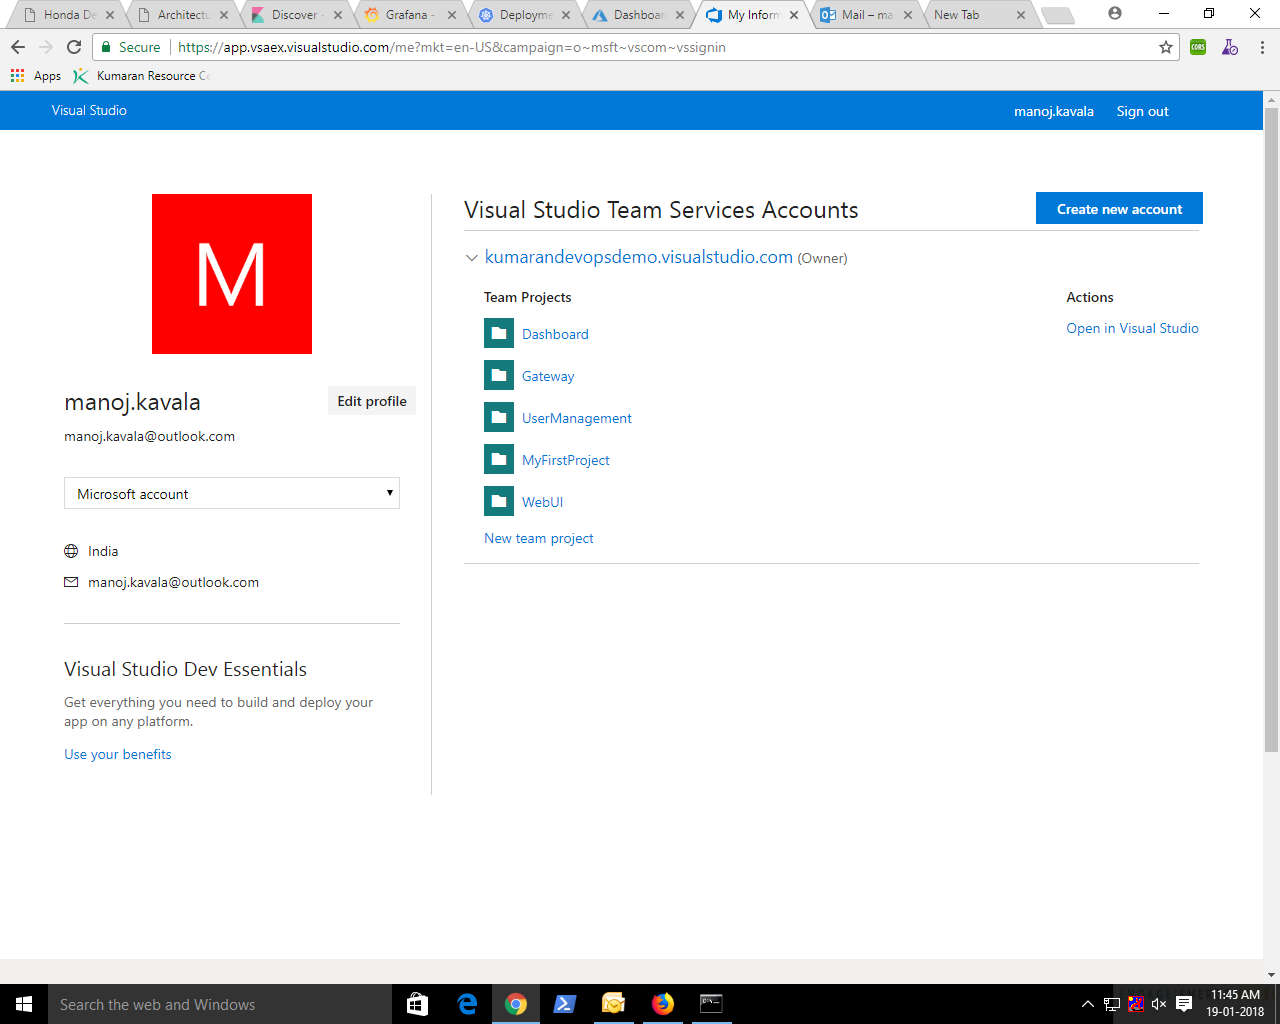 Honda De
Architectu
Discover -
Grafana -
Deployme
Dashboar
My Inform
Mail – ma
New Tab
Secure
https://app.vsaex.visualstudio.com/me?mkt=en-US&campaign=o~msft~vscom~vssignin
CORS
Apps
Kumaran Resource Ce
Visual Studio
manoj.kavala
Sign out
M
Visual Studio Team Services Accounts
Create new account
kumarandevopsdemo.visualstudio.com (Owner)
Team Projects
Actions
Dashboard
Open in Visual Studio
Gateway
UserManagement
MyFirstProject
WebUI
New team project
manoj.kavala
Edit profile
manoj.kavala@outlook.com
Microsoft account
India
manoj.kavala@outlook.com
Visual Studio Dev Essentials
Get everything you need to build and deploy your
app on any platform.
Use your benefits
Search the web and Windows
11:45 AM
19-01-2018